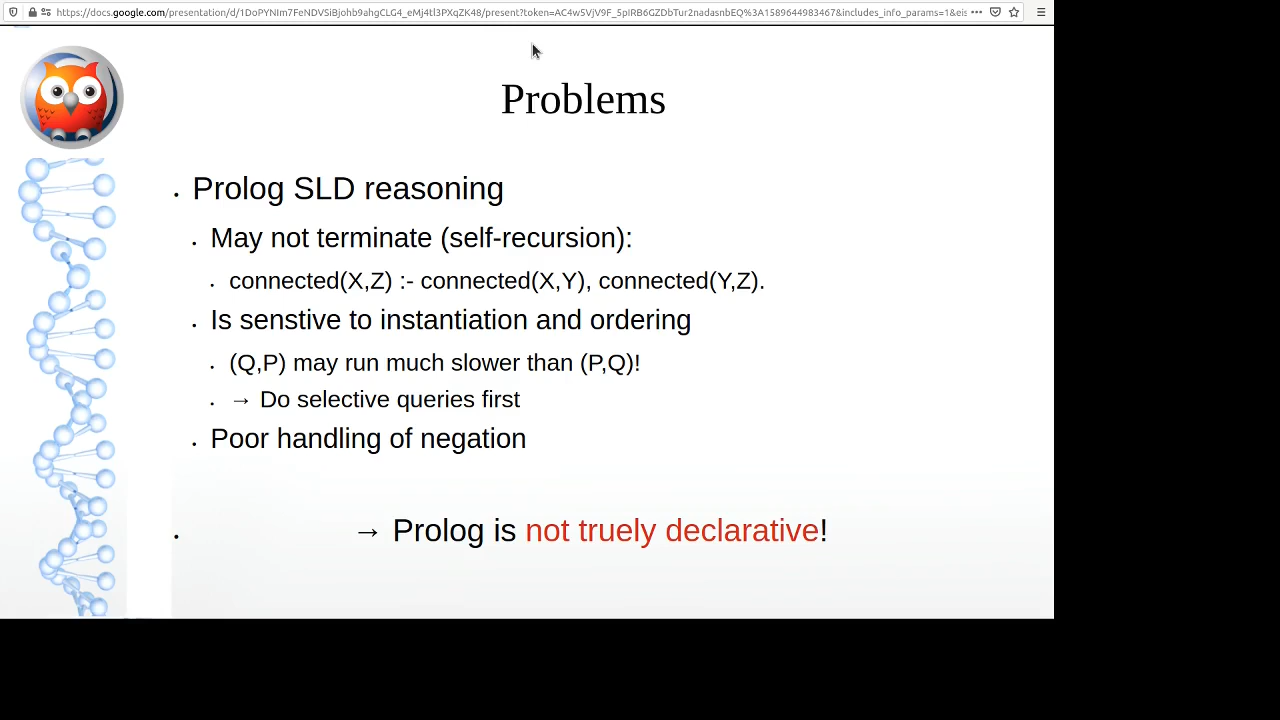 https://docs.google.com/presentation/d/1DoPYNIm7FeNDVSiBjohb9ahgCLG4_eMj4tl3PXqZK48/present?token=AC4w5VjV9F_5pIRB6GZDbTur2nadasnbEQ%3A1589644983467&includes_info_params=1&eis
Problems
• Prolog SLD reasoning
• May not terminate (self-recursion):
• connected(X,Z) :- connected(X,Y), connected(Y,Z).
• Is senstive to instantiation and ordering
• (Q,P) may run much slower than (P,Q)!
• → Do selective queries first
• Poor handling of negation
• → Prolog is not truely declarative!